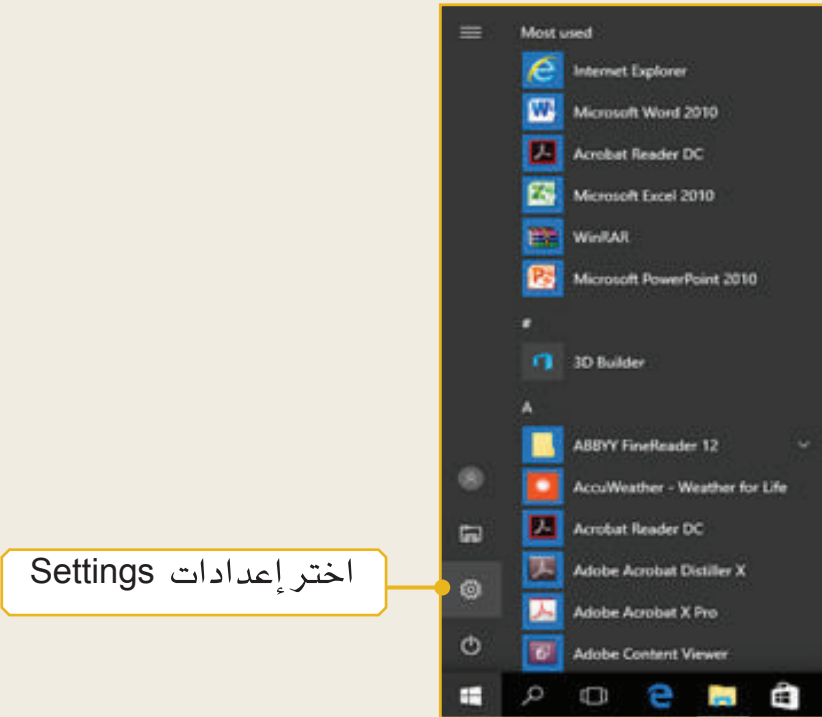 Most used
Internet Explorer
Microsoft Word 2010
Acrobat Reader DC
Microsoft Excel 2010
WinRAR
Microsoft PowerPoint 2010
#
3D Builder
A
ABBYY FineReader 12
AccuWeather - Weather for Life
Acrobat Reader DC
Adobe Acrobat Distiller X
Adobe Acrobat X Pro
Adobe Content Viewer
اختر إعدادات Settings